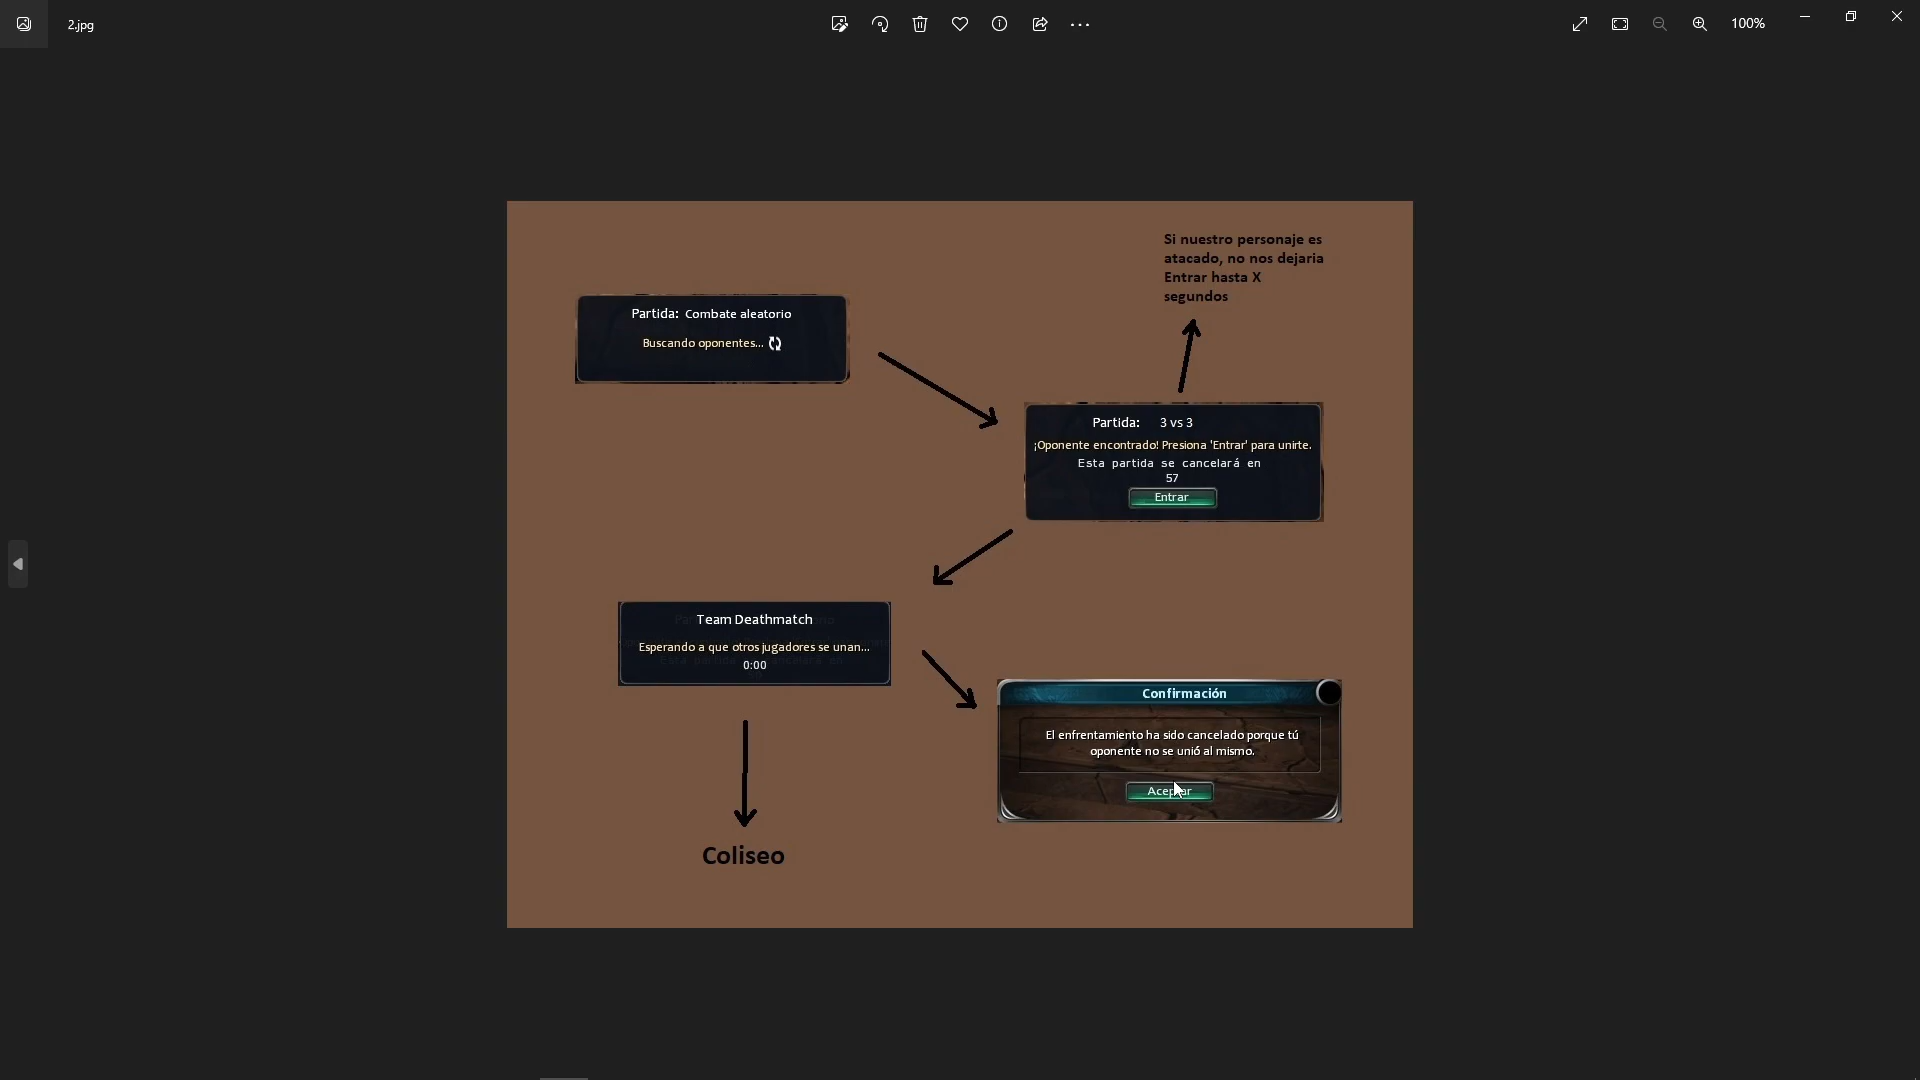 2.jpg
100%
Si nuestro personaje es
atacado, no nos dejaria
Entrar hasta X
segundos
Partida: Combate aleatorio
Buscando oponentes...
Partida: 3 vs 3
¡Oponente encontrado! Presiona 'Entrar' para unirte.
Esta partida se cancelará en
57
Entrar
Team Deathmatch
Esperando a que otros jugadores se unan...
0:00
Confirmación
El enfrentamiento ha sido cancelado porque tú
oponente no se unió al mismo.
Aceptar
Coliseo